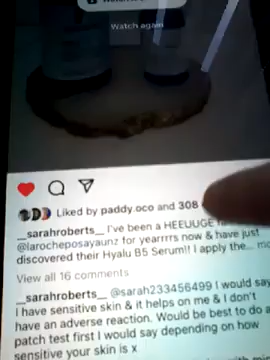 Watch again
Liked by paddy.oco and 308
__sarahroberts__ I've been a HEEUUGE
@larocheposayaunz for yearrrrs now & have just
discovered their Hyalu B5 Serum!! I apply the...
View all 16 comments
__sarahroberts__ @sarah233456499 I would say
I have sensitive skin & it helps on me & I don't
have an adverse reaction. Would be best to do a
patch test first I would say depending on how
sensitive your skin is x